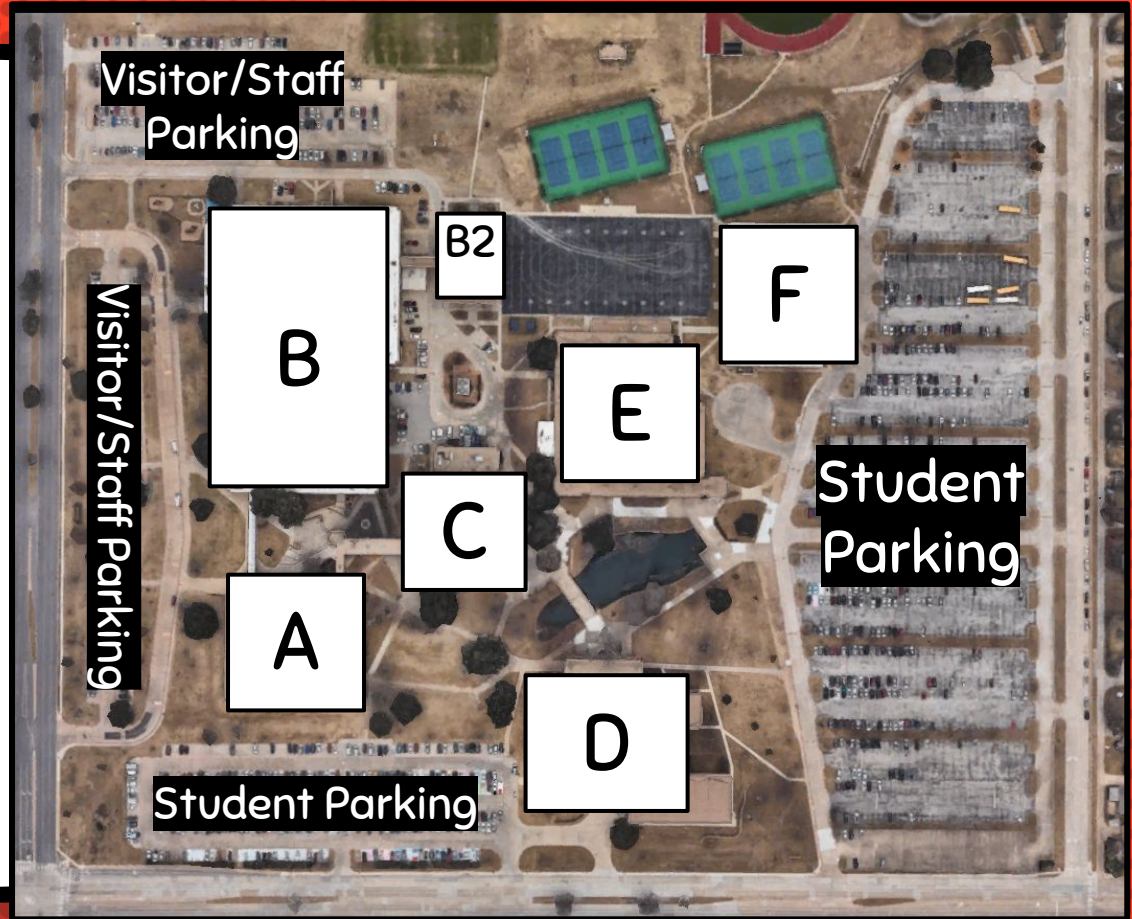 Visitor/Staff
Parking
B2
F
B
Visitor/Staff Parking
E
Student
Parking
C
A
D
Student Parking